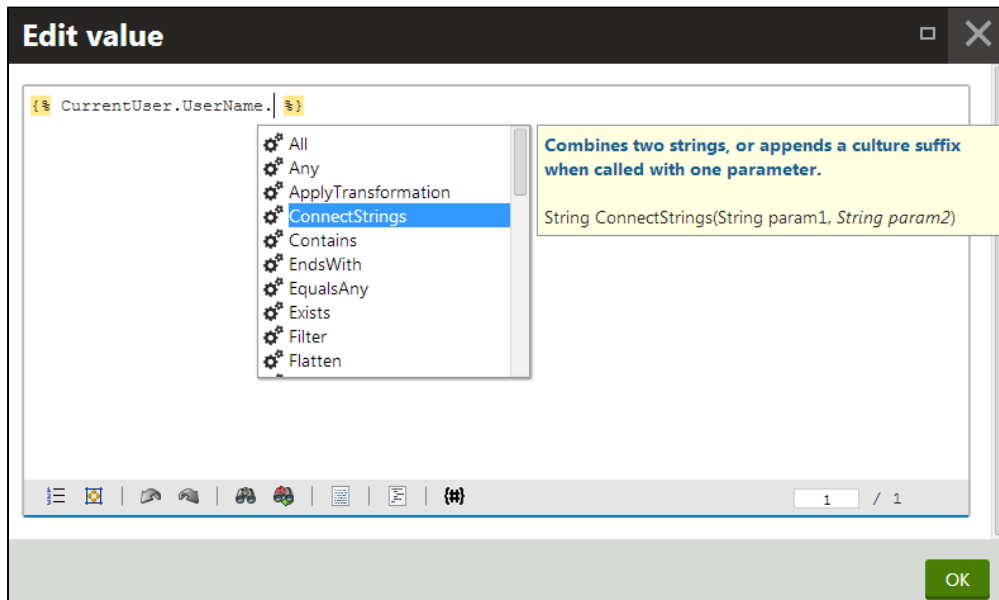 Edit value
{% CurrentUser.UserName. %}
All
Any
ApplyTransformation
ConnectStrings
Contains
EndsWith
EqualsAny
Exists
Filter
Flatten
Combines two strings, or appends a culture suffix
when called with one parameter.
String ConnectStrings(String param1, String param2)
{#}
1 / 1
OK